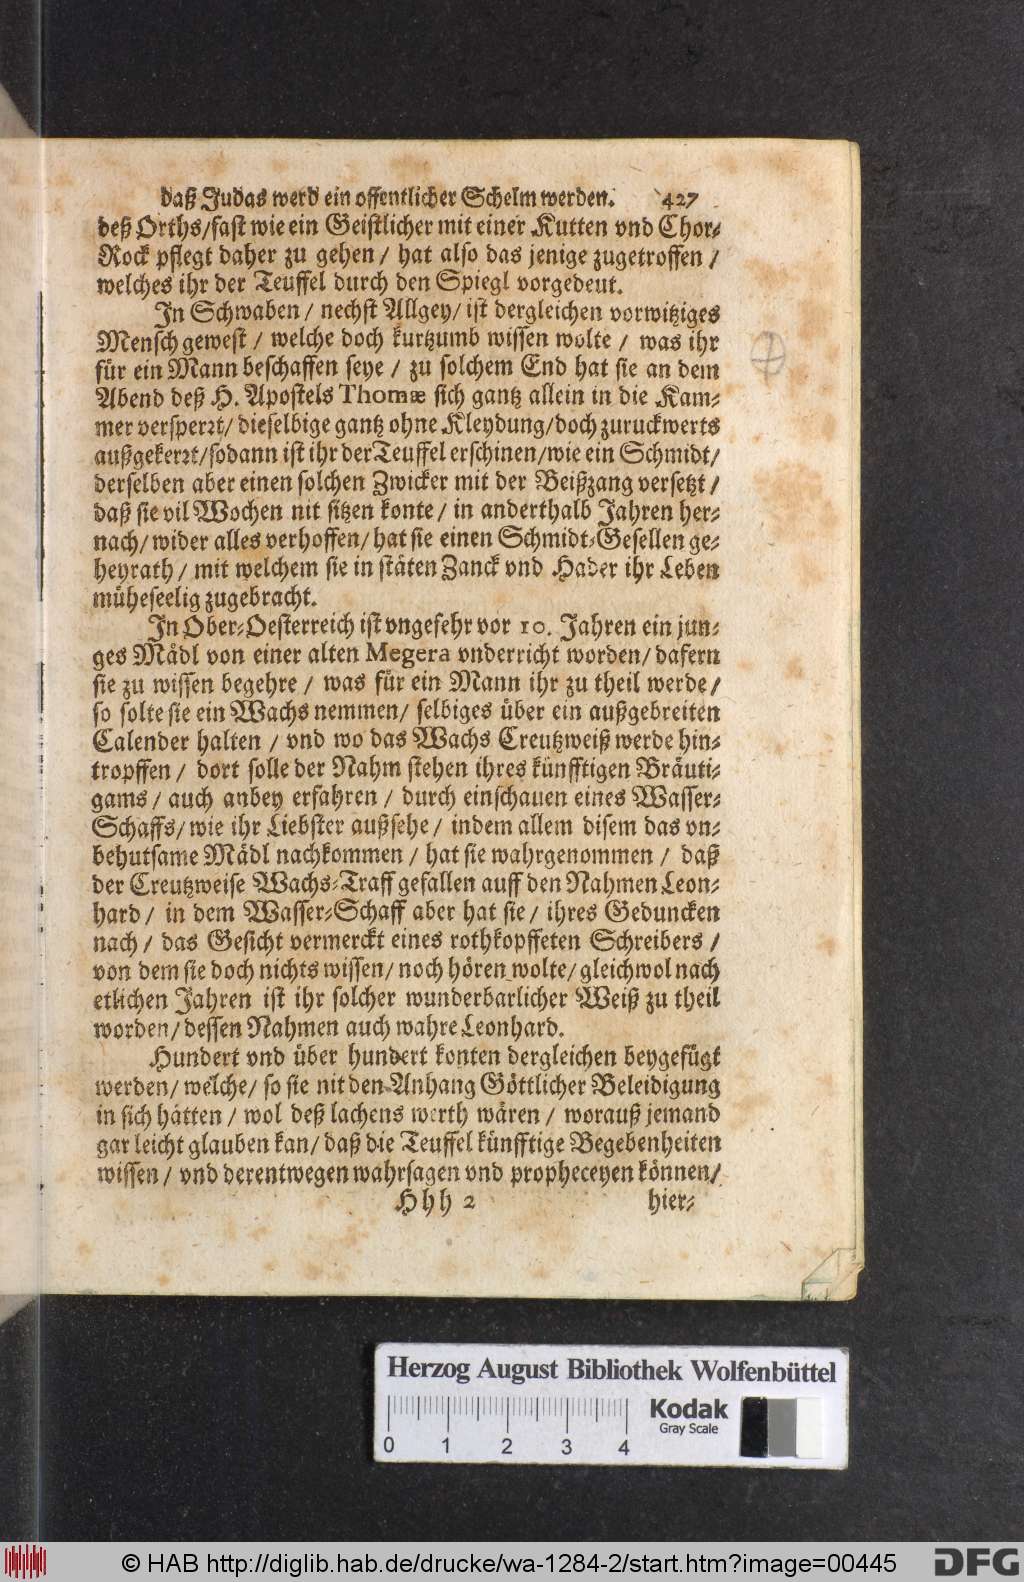 daß Judas werd ein offentlicher Schelm werden. 427
deß Orths/fast wie ein Geistlicher mit einer Kutten vnd Chor-
Rock pflegt daher zu gehen / hat also das jenige zugetroffen /
welches ihr der Teuffel durch den Spiegl vorgedeut.
In Schwaben / nechst Allgey/ ist dergleichen vorwitziges
Mensch gewest / welche doch kurtzumb wissen wolte / was ihr
für ein Mann beschaffen seye / zu solchem End hat sie an dem
Abend deß H. Apostels Thomæ sich gantz allein in die Kam-
mer versperrt/ dieselbige gantz ohne Kleydung/doch zuruckwerts
außgekerrt/sodann ist ihr der Teuffel erschinen/wie ein Schmidt/
derselben aber einen solchen Zwicker mit der Beißzang versetzt /
daß sie vil Wochen nit sitzen konte / in anderthalb Jahren her-
nach/ wider alles verhoffen/ hat sie einen Schmidt-Gesellen ge-
heyrath / mit welchem sie in stäten Zanck vnd Hader ihr Leben
müheseelig zugebracht.
In Ober-Oesterreich ist vngefehr vor 10. Jahren ein jun-
ges Mådl von einer alten Megera vnderricht worden/ dafern
sie zu wissen begehre / was für ein Mann ihr zu theil werde /
so solte sie ein Wachs nemmen/ selbiges über ein außgebreiten
Calender halten / vnd wo das Wachs Creutzweiß werde hin-
tropffen / dort solle der Nahm stehen ihres künfftigen Bräuti-
gams / auch anbey erfahren / durch einschauen eines Wasser-
Schaffs/ wie ihr Liebster außsehe / indem allem disem das vn-
behutsame Mådl nachkommen / hat sie wahrgenommen / daß
der Creutzweise Wachs-Traff gefallen auff den Nahmen Leon-
hard / in dem Wasser-Schaff aber hat sie / ihres Geduncken
nach / das Gesicht vermerckt eines rothkopffeten Schreibers /
von dem sie doch nichts wissen/ noch hören wolte/ gleichwol nach
etlichen Jahren ist ihr solcher wunderbarlicher Weiß zu theil
worden/ dessen Nahmen auch wahre Leonhard.
Hundert vnd über hundert konten dergleichen beygefügt
werden/ welche/ so sie nit den Anhang Göttlicher Beleidigung
in sich håtten / wol deß lachens werth wåren / worauß jemand
gar leicht glauben kan/ daß die Teuffel künfftige Begebenheiten
wissen / vnd derentwegen wahrsagen vnd propheceyen können/
Hhh 2 hier-
Herzog August Bibliothek Wolfenbüttel
Kodak
Gray Scale
0 1 2 3 4
© HAB http://diglib.hab.de/drucke/wa-1284-2/start.htm?image=00445
DFG